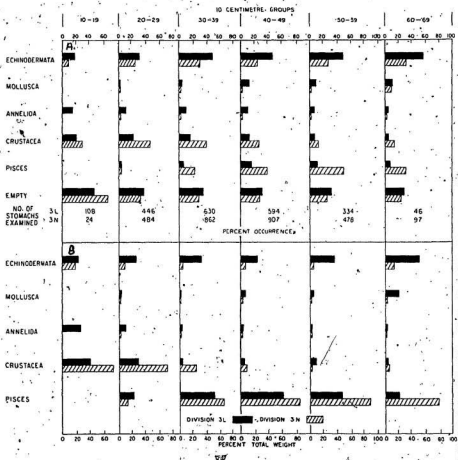 10 CENTIMETRE GROUPS
10-19 20-29 30-39 40-49 50-59 60-69
A
ECHINODERMATA
MOLLUSCA
ANNELIDA
CRUSTACEA
PISCES
EMPTY
NO. OF STOMACHS EXAMINED
3L 108 446 630 594 334 46
3N 24 484 862 907 478 97
0 20 40 60 80 0 20 40 60 80 0 20 40 60 80 0 20 40 60 80 0 20 40 60 80 0 20 40 60 80 100
PERCENT OCCURRENCE
B
ECHINODERMATA
MOLLUSCA
ANNELIDA
CRUSTACEA
PISCES
DIVISION 3L DIVISION 3N
0 20 40 60 80 0 20 40 60 80 0 20 40 60 80 0 20 40 60 80 0 20 40 60 80 0 20 40 60 80 100
PERCENT TOTAL WEIGHT